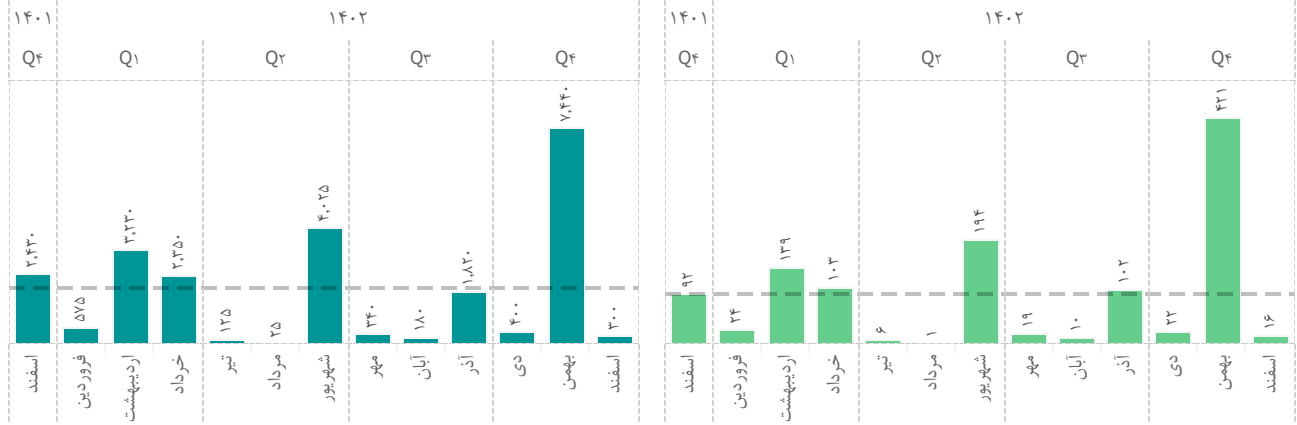 ۱۴۰۱ ۱۴۰۲
Q۴ Q۱ Q۲ Q۳ Q۴
۲,۴۳۰ ۵۷۵ ۳,۲۳۰ ۲,۳۵۰ ۱۲۵ ۲۵ ۴,۰۲۵ ۳۴۰ ۱۸۰ ۱,۸۲۰ ۴۰۰ ۷,۴۴۰ ۳۰۰
اسفند فروردین اردیبهشت خرداد تیر مرداد شهریور مهر آبان آذر دی بهمن اسفند
۱۴۰۱ ۱۴۰۲
Q۴ Q۱ Q۲ Q۳ Q۴
۹۲ ۲۴ ۱۳۹ ۱۰۳ ۶ ۱ ۱۹۴ ۱۹ ۱۰ ۱۰۲ ۲۲ ۴۲۱ ۱۶
اسفند فروردین اردیبهشت خرداد تیر مرداد شهریور مهر آبان آذر دی بهمن اسفند